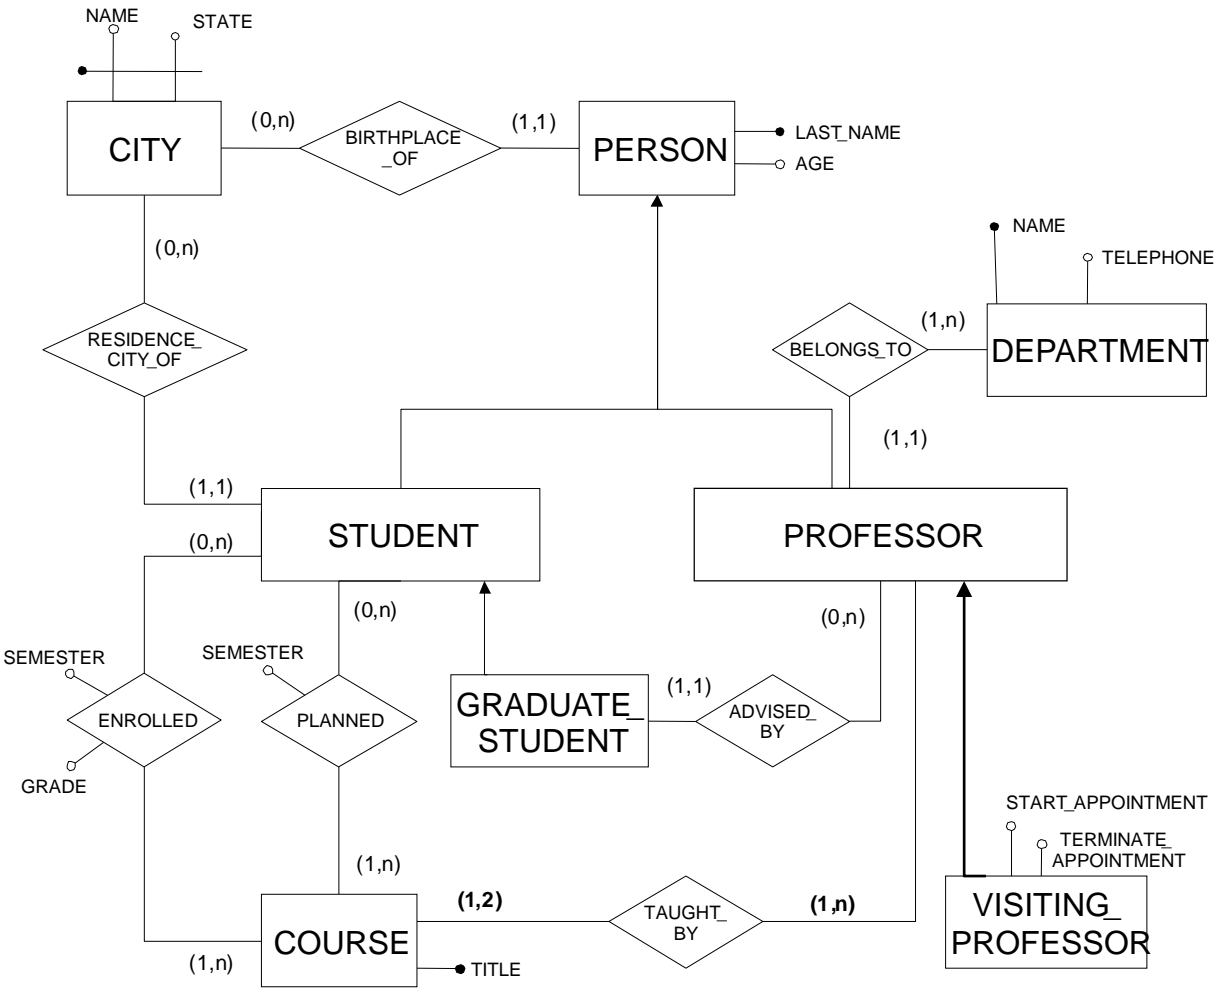 NAME
STATE
(0,n)
BIRTHPLACE
_OF
(1,1)
CITY
PERSON
LAST_NAME
AGE
(0,n)
NAME
TELEPHONE
RESIDENCE_
CITY_OF
BELONGS_TO
(1,n)
DEPARTMENT
(1,1)
(1,1)
(0,n)
STUDENT
PROFESSOR
(0,n)
(0,n)
SEMESTER
SEMESTER
ENROLLED
PLANNED
GRADUATE_
STUDENT
(1,1)
ADVISED_
BY
GRADE
START_APPOINTMENT
TERMINATE_
APPOINTMENT
(1,n)
(1,2)
TAUGHT_
BY
(1,n)
VISITING_
PROFESSOR
COURSE
(1,n)
TITLE